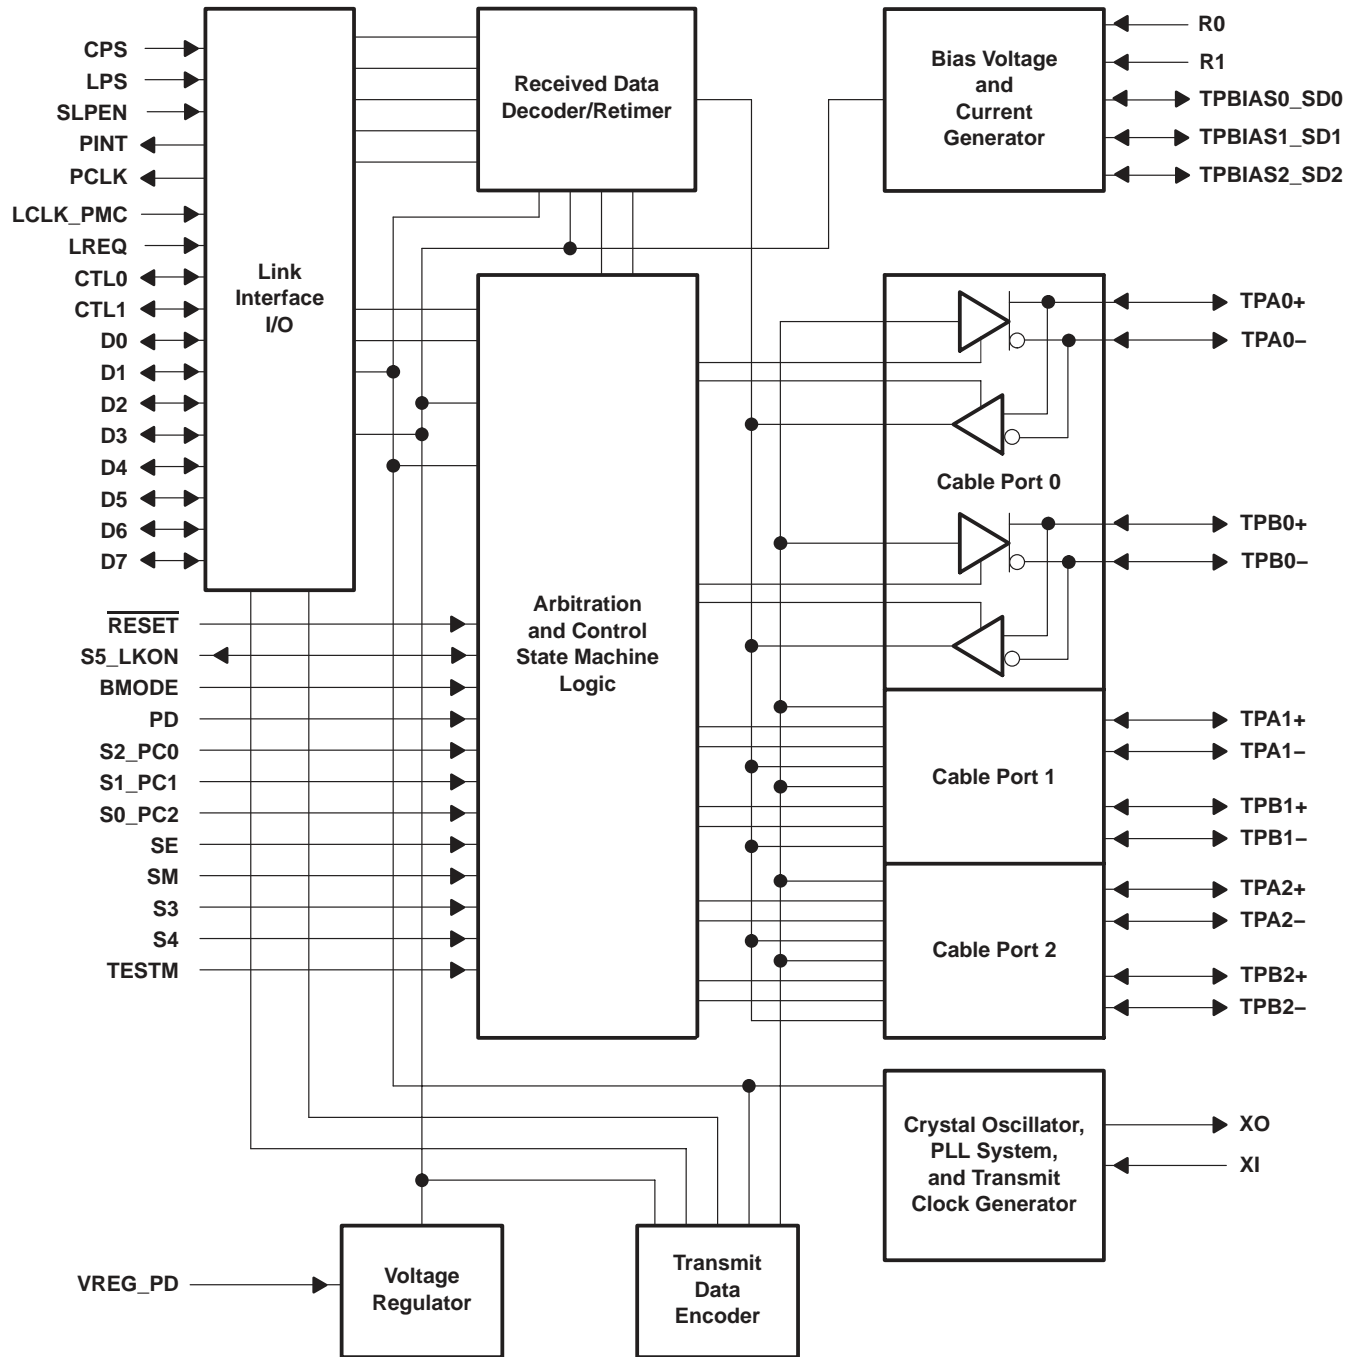 CPS
LPS
SLPEN
PINT
PCLK
LCLK_PMC
LREQ
CTL0
CTL1
D0
D1
D2
D3
D4
D5
D6
D7
RESET
S5_LKON
BMODE
PD
S2_PC0
S1_PC1
S0_PC2
SE
SM
S3
S4
TESTM
VREG_PD
Link
Interface
I/O
Received Data
Decoder/Retimer
Arbitration
and Control
State Machine
Logic
Voltage
Regulator
Transmit
Data
Encoder
Bias Voltage
and
Current
Generator
Cable Port 0
Cable Port 1
Cable Port 2
Crystal Oscillator,
PLL System,
and Transmit
Clock Generator
R0
R1
TPBIAS0_SD0
TPBIAS1_SD1
TPBIAS2_SD2
TPA0+
TPA0–
TPB0+
TPB0–
TPA1+
TPA1–
TPB1+
TPB1–
TPA2+
TPA2–
TPB2+
TPB2–
XO
XI